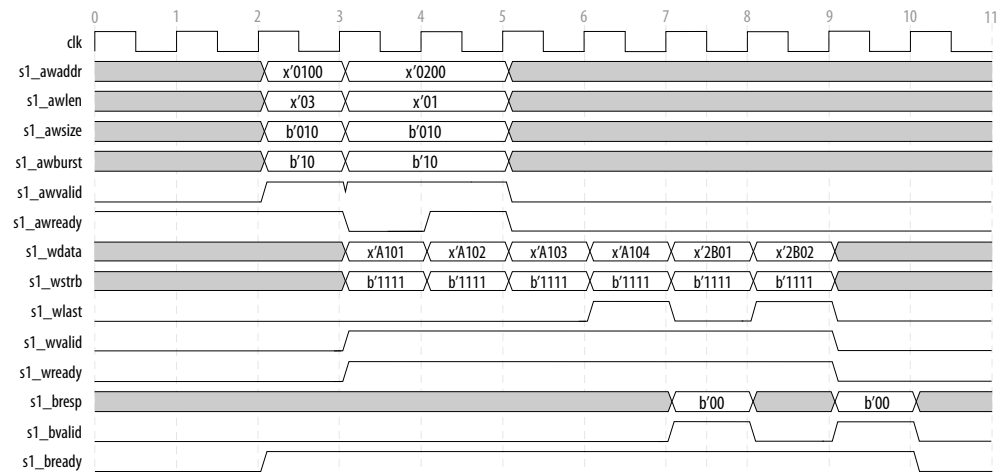 0 1 2 3 4 5 6 7 8 9 10 11
clk
s1_awaddr x'0100 x'0200
s1_awlen x'03 x'01
s1_awsize b'010 b'010
s1_awburst b'10 b'10
s1_awvalid
s1_awready
s1_wdata x'A101 x'A102 x'A103 x'A104 x'2B01 x'2B02
s1_wstrb b'1111 b'1111 b'1111 b'1111 b'1111 b'1111
s1_wlast
s1_wvalid
s1_wready
s1_bresp b'00 b'00
s1_bvalid
s1_bready